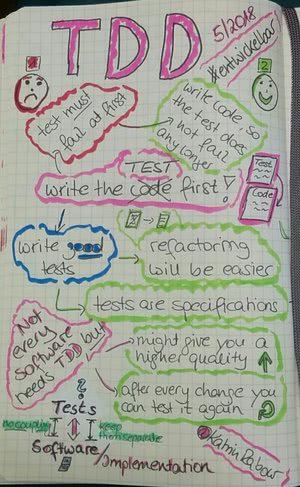 TDD
5/2018
#entwickelbar
1
2
test must
fail at first
write code, so
the test does
not fail
any longer
TEST
write the code first!
Test
Code
write good
tests
refactoring
will be easier
tests are specifications
Not
every
software
needs TDD but
might give you a
higher quality
after every change you
can test it again
?
Tests
no coupling
keep
them separate
Software/Implementation
Katrin Rabow